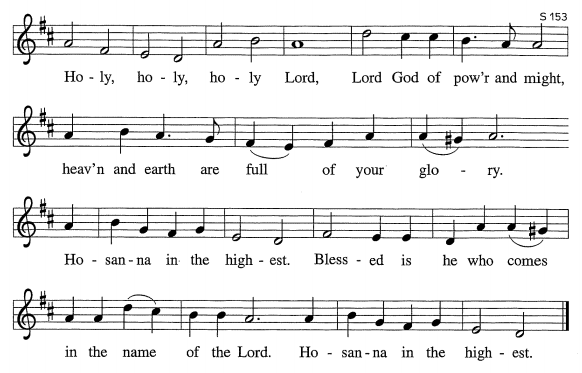 S 153
Ho - ly, ho - ly, ho - ly Lord, Lord God of pow'r and might,
heav'n and earth are full of your glo - ry.
Ho - san - na in the high - est. Bless - ed is he who comes
in the name of the Lord. Ho - san - na in the high - est.